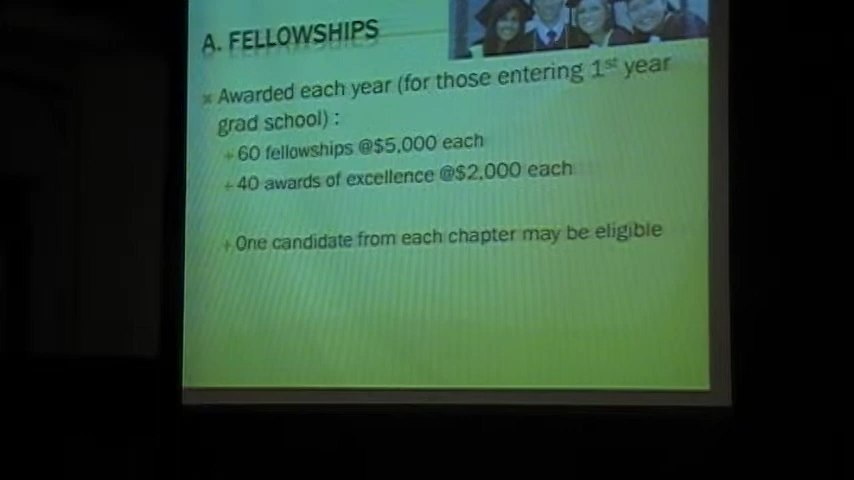 A. FELLOWSHIPS
Awarded each year (for those entering 1st year
grad school) :
60 fellowships @$5,000 each
40 awards of excellence @$2,000 each
One candidate from each chapter may be eligible